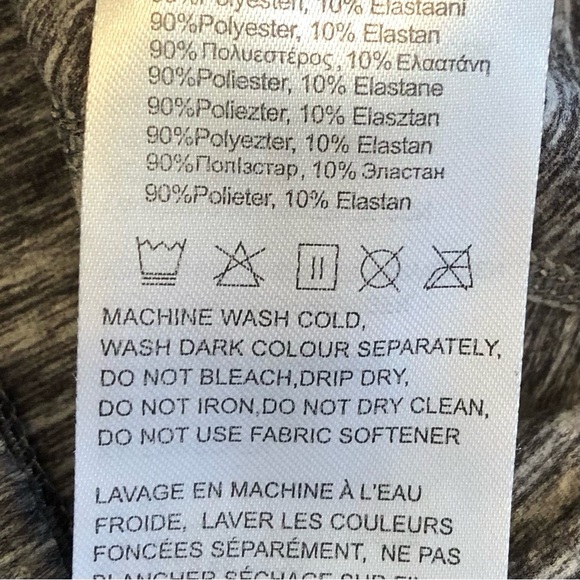 10% Elastaani
90%Polyester, 10% Elastan
90%Πολυεστέρος, 10% Ελαστάνη
90%Poliester, 10% Elastane
90%Poliezter, 10% Elasztan
90%Polyezter, 10% Elastan
90%Поліэстар, 10% Эластан
90%Polieter, 10% Elastan
MACHINE WASH COLD,
WASH DARK COLOUR SEPARATELY,
DO NOT BLEACH,DRIP DRY,
DO NOT IRON,DO NOT DRY CLEAN,
DO NOT USE FABRIC SOFTENER
LAVAGE EN MACHINE À L'EAU
FROIDE, LAVER LES COULEURS
FONCÉES SÉPARÉMENT, NE PAS